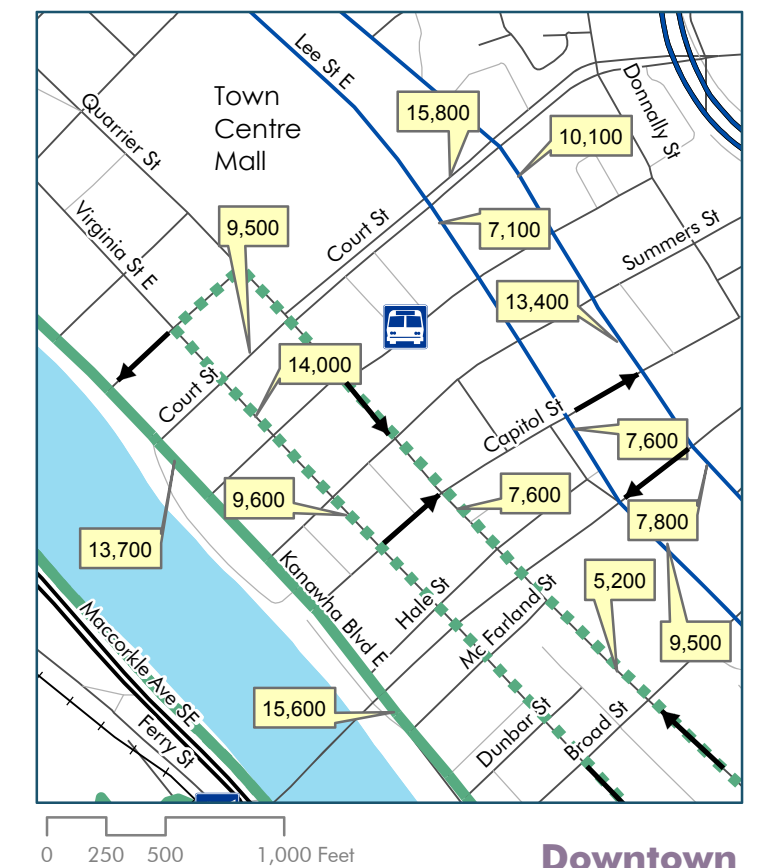 Lee St E
Donnally St
Town
Centre
Mall
15,800
10,100
Quarrier St
9,500
Court St
7,100
Summers St
Virginia St E
13,400
14,000
Court St
Capitol St
7,600
9,600
7,600
7,800
13,700
5,200
Kanawha Blvd E
Hale St
Mc Farland St
9,500
Maccorkle Ave SE
15,600
Ferry St
Dunbar St
Broad St
0 250 500 1,000 Feet
Downtown